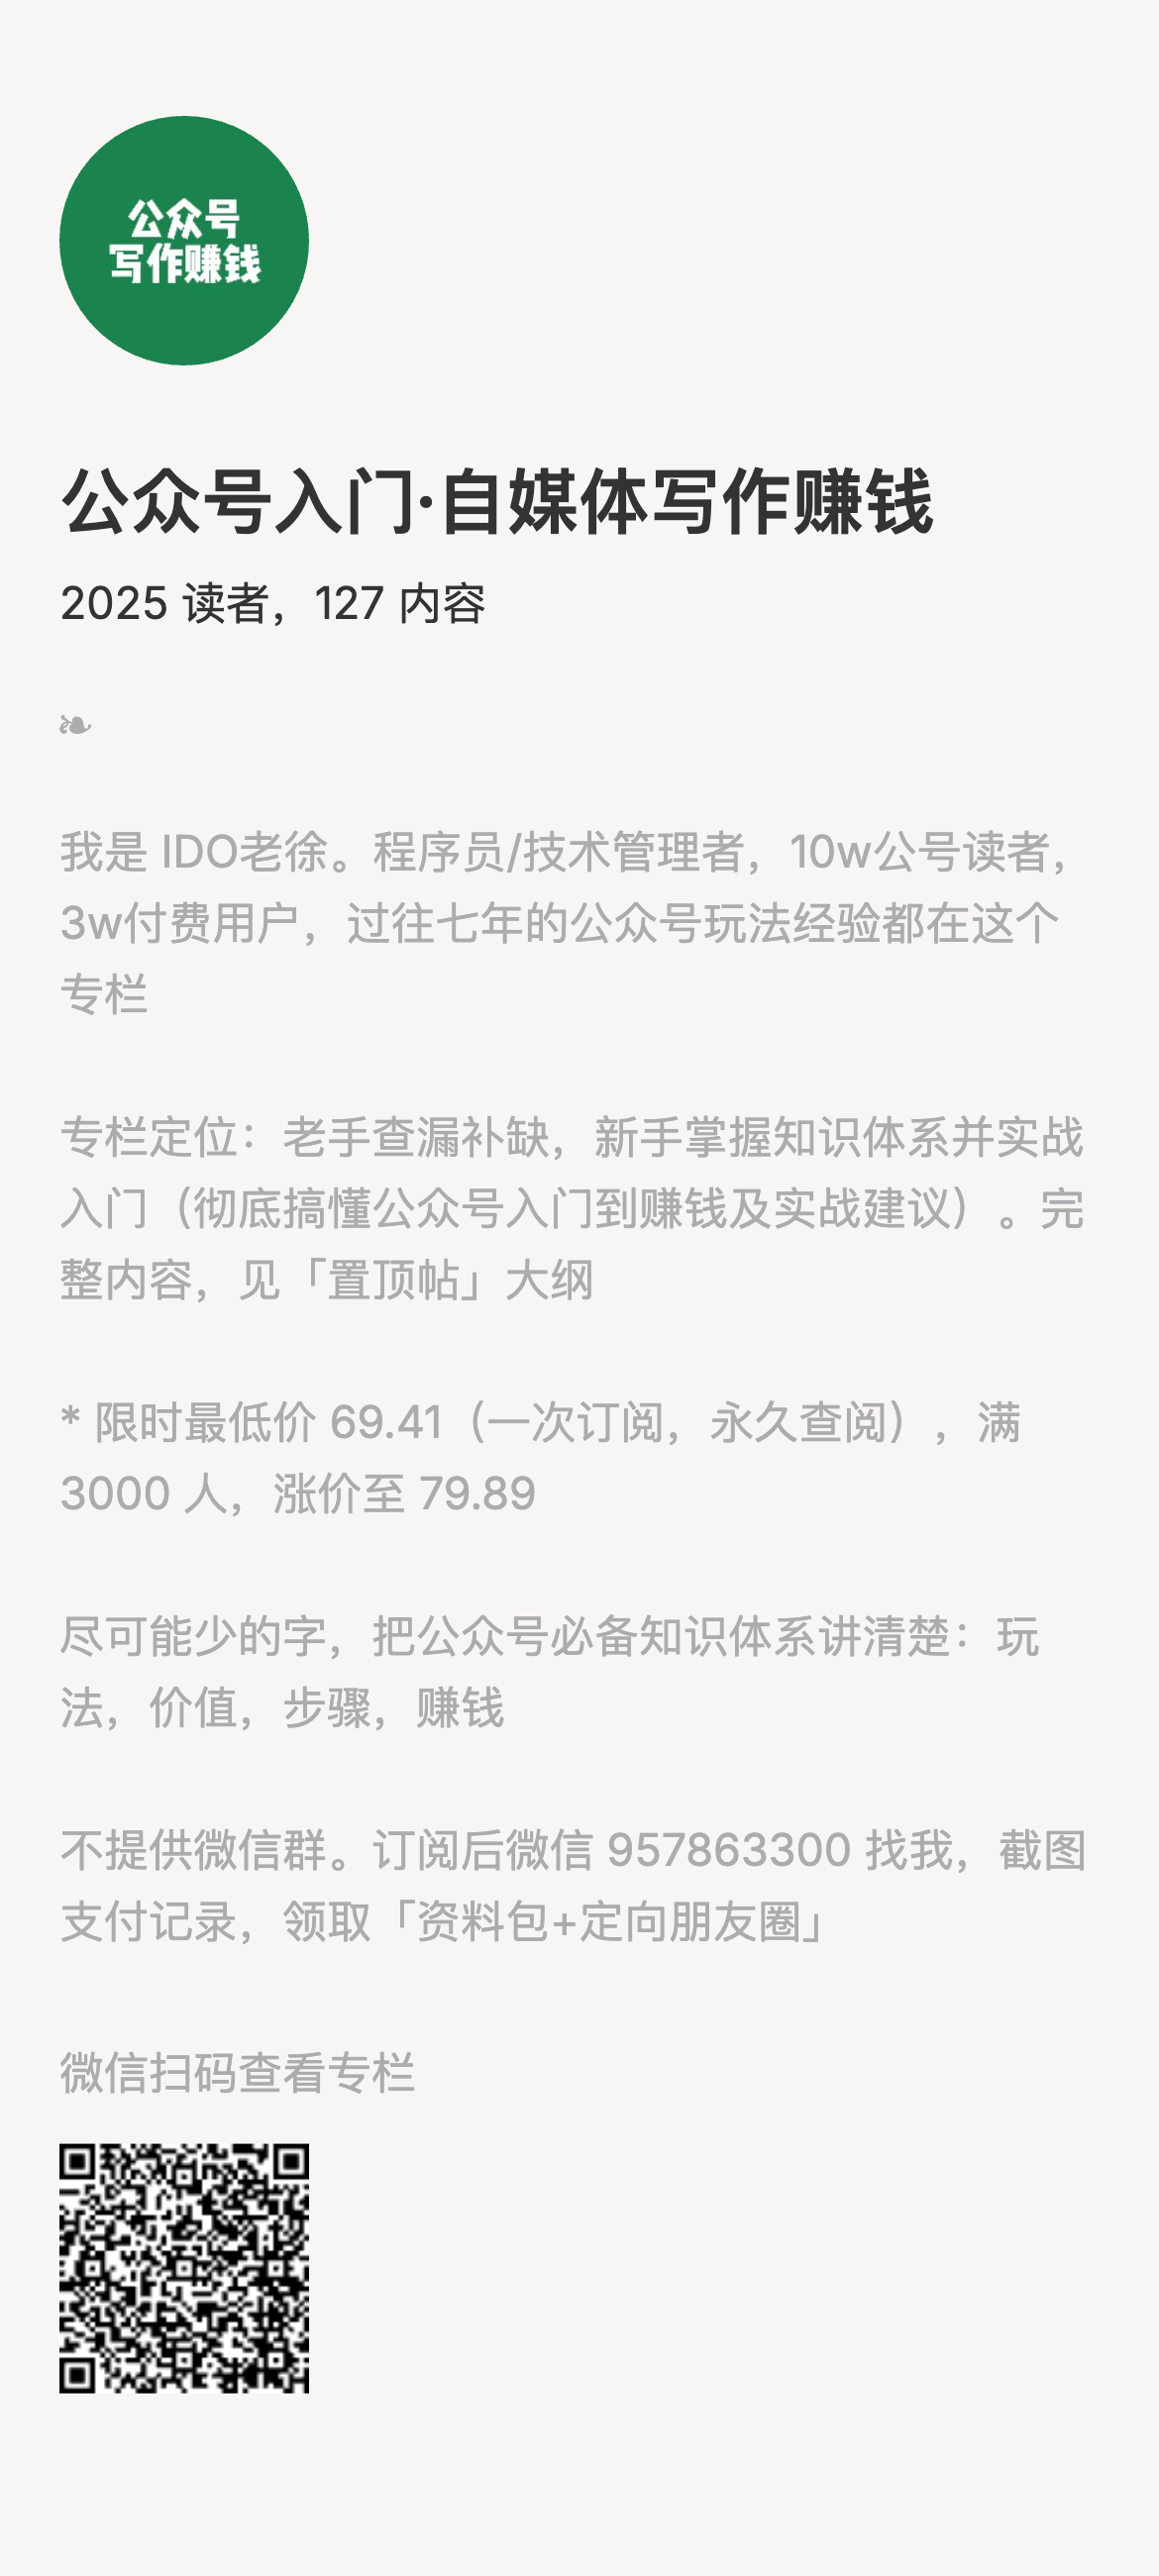 公众号
写作赚钱
公众号入门·自媒体写作赚钱
2025 读者，127 内容
❧
我是 IDO老徐。程序员/技术管理者，10w公号读者，
3w付费用户，过往七年的公众号玩法经验都在这个
专栏
专栏定位：老手查漏补缺，新手掌握知识体系并实战
入门（彻底搞懂公众号入门到赚钱及实战建议）。完
整内容，见「置顶帖」大纲
* 限时最低价 69.41（一次订阅，永久查阅），满
3000 人，涨价至 79.89
尽可能少的字，把公众号必备知识体系讲清楚：玩
法，价值，步骤，赚钱
不提供微信群。订阅后微信 957863300 找我，截图
支付记录，领取「资料包+定向朋友圈」
微信扫码查看专栏